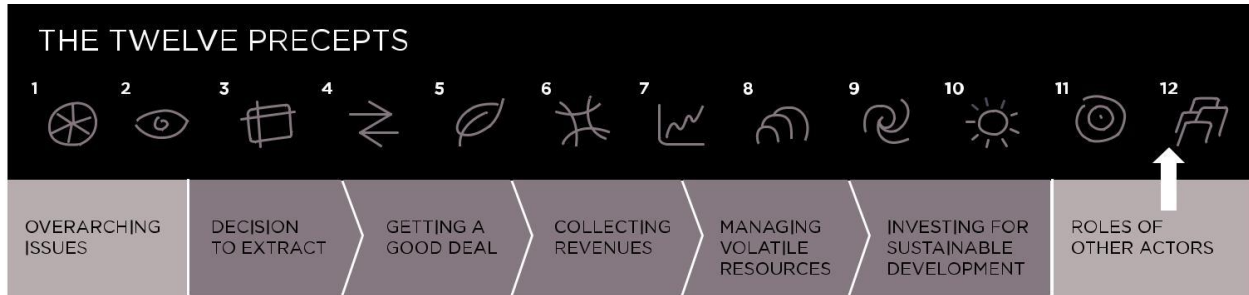 THE TWELVE PRECEPTS
1 2 3 4 5 6 7 8 9 10 11 12
OVERARCHING
ISSUES
DECISION
TO EXTRACT
GETTING A
GOOD DEAL
COLLECTING
REVENUES
MANAGING
VOLATILE
RESOURCES
INVESTING FOR
SUSTAINABLE
DEVELOPMENT
ROLES OF
OTHER ACTORS